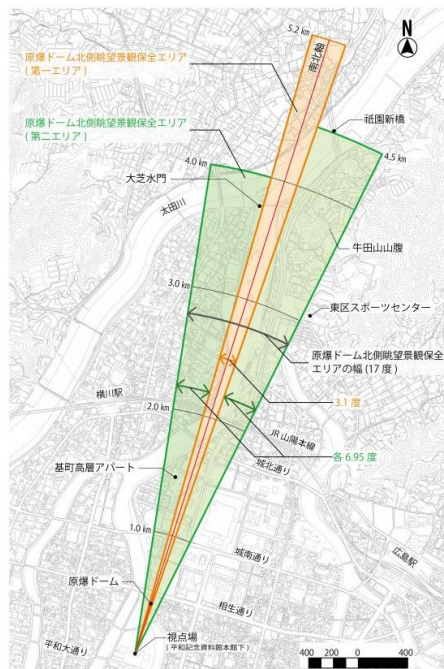 5.2 km
N
南北軸
原爆ドーム北側眺望景観保全エリア
(第一エリア)
祇園新橋
原爆ドーム北側眺望景観保全エリア
(第二エリア)
4.5 km
4.0 km
大芝水門
太田川
牛田山山腹
3.0 km
東区スポーツセンター
原爆ドーム北側眺望景観保全
エリアの幅 (17 度)
横川駅
3.1 度
2.0 km
JR 山陽本線
各 6.95 度
城北通り
基町高層アパート
1.0 km
城南通り
広島駅
原爆ドーム
相生通り
視点場
(平和記念資料館本館下)
平和大通り
400 200 0 400